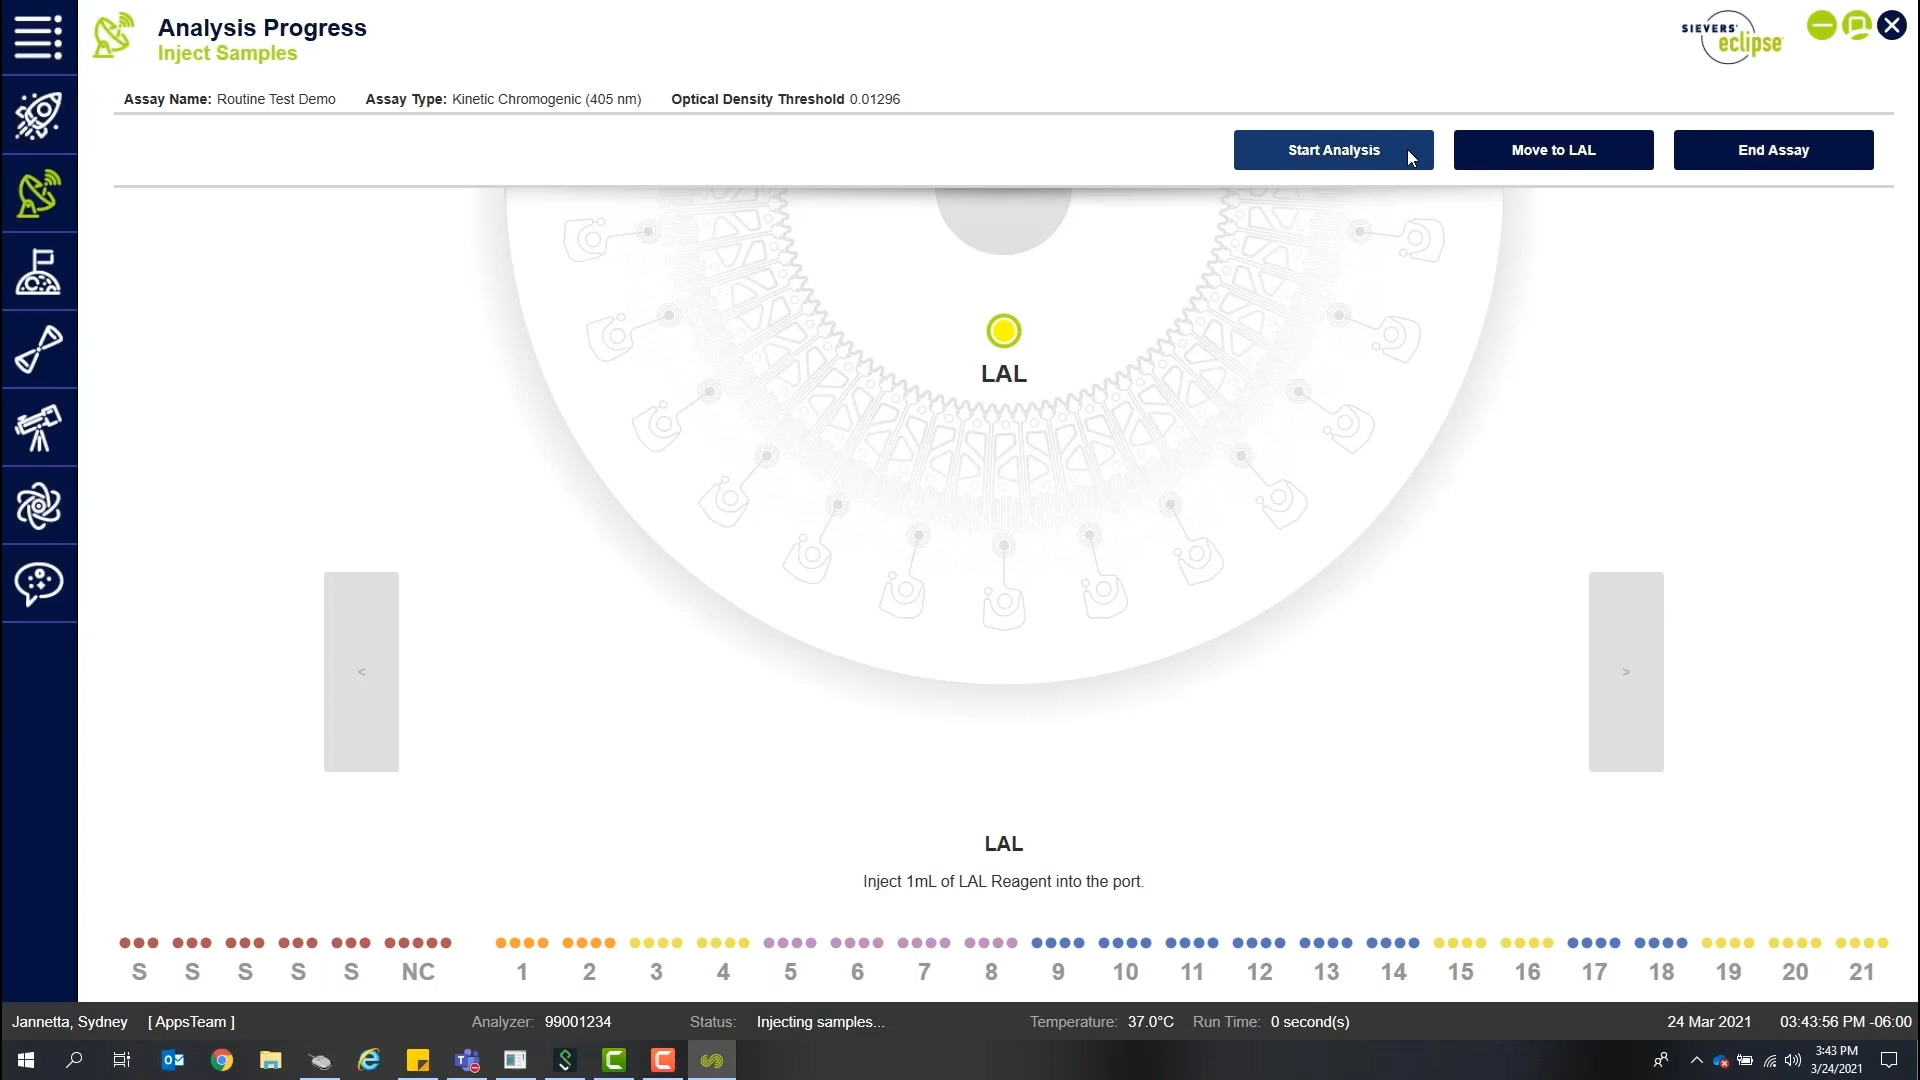 Analysis Progress
Inject Samples
SIEVERS
eclipse
Assay Name: Routine Test Demo Assay Type: Kinetic Chromogenic (405 nm) Optical Density Threshold 0.01296
Start Analysis Move to LAL End Assay
LAL
< >
LAL
Inject 1mL of LAL Reagent into the port.
S S S S S NC 1 2 3 4 5 6 7 8 9 10 11 12 13 14 15 16 17 18 19 20 21
Jannetta, Sydney [ AppsTeam ] Analyzer: 99001234 Status: Injecting samples... Temperature: 37.0°C Run Time: 0 second(s) 24 Mar 2021 03:43:56 PM -06:00
3:43 PM
3/24/2021